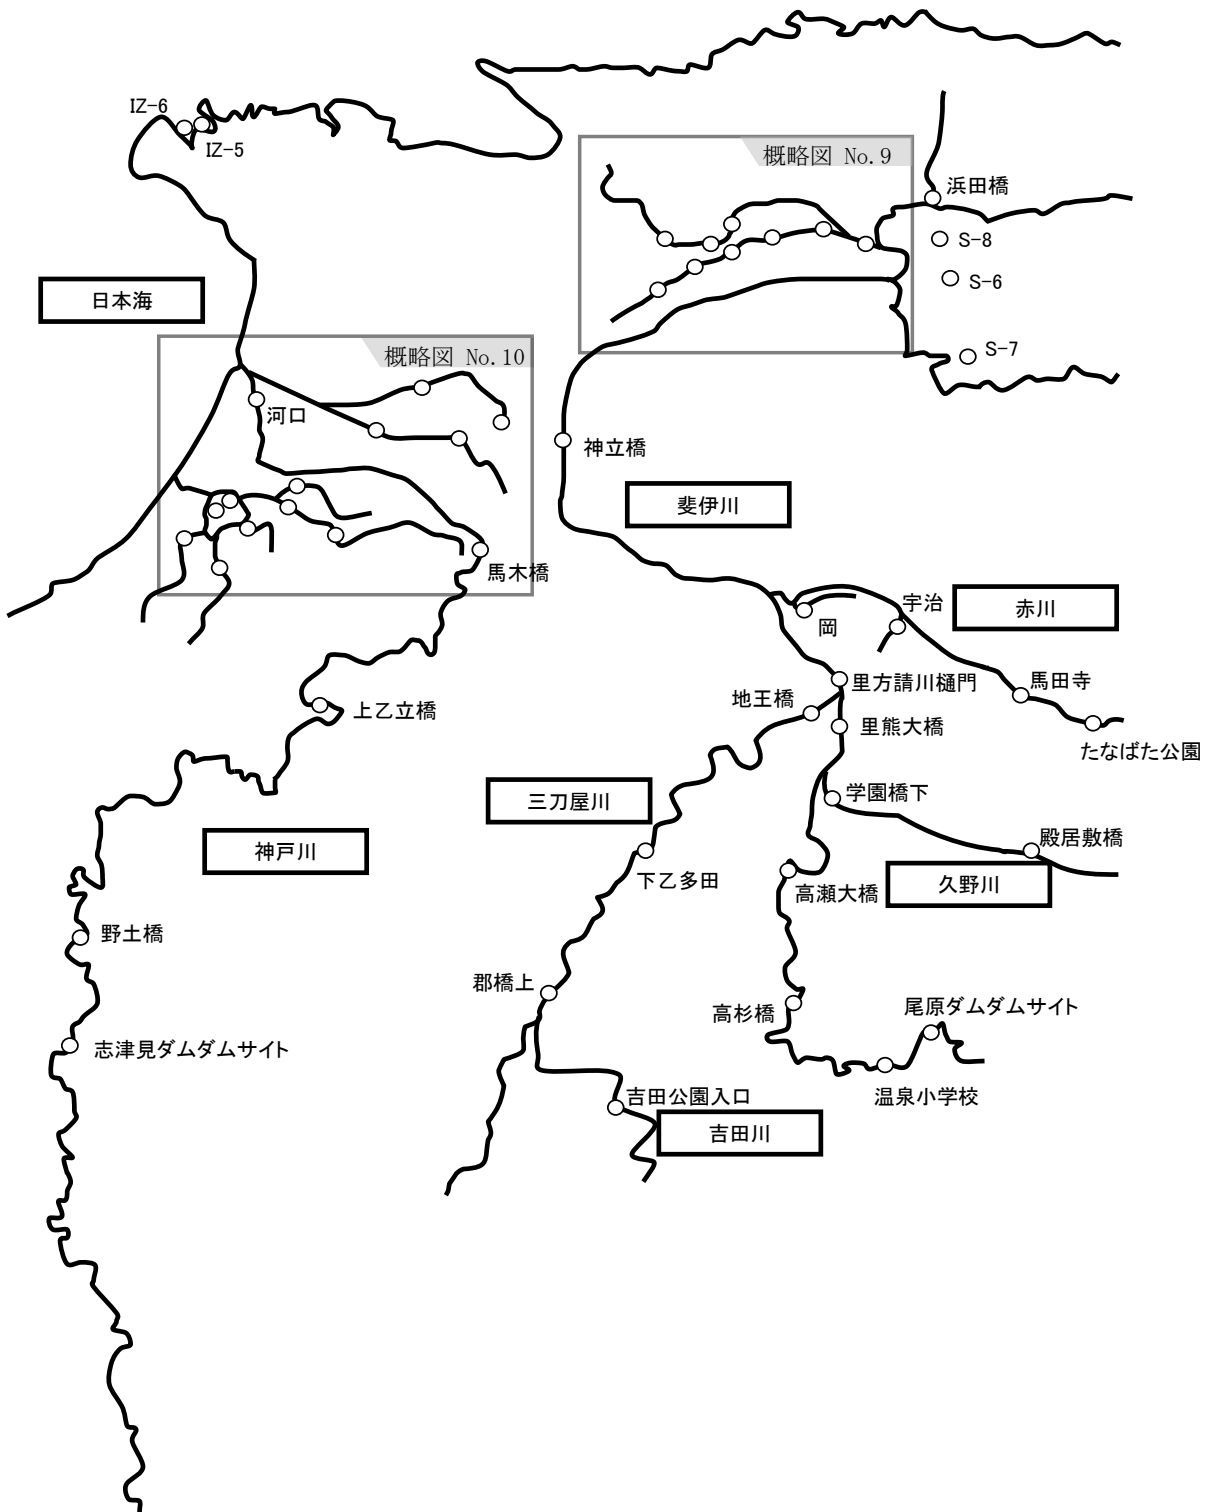 IZ-6
IZ-5
概略図 No.9
浜田橋
S-8
S-6
S-7
日本海
概略図 No.10
河口
神立橋
斐伊川
馬木橋
宇治
赤川
岡
里方請川樋門
馬田寺
地王橋
上乙立橋
里熊大橋
たなばた公園
三刀屋川
学園橋下
神戸川
殿居敷橋
下乙多田
高瀬大橋
久野川
野土橋
郡橋上
高杉橋
尾原ダムダムサイト
志津見ダムダムサイト
温泉小学校
吉田公園入口
吉田川